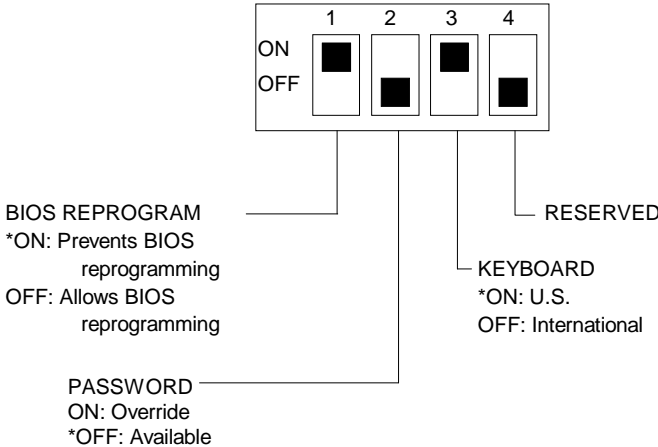 1 2 3 4
ON
OFF
BIOS REPROGRAM
*ON: Prevents BIOS
reprogramming
OFF: Allows BIOS
reprogramming
RESERVED
KEYBOARD
*ON: U.S.
OFF: International
PASSWORD
ON: Override
*OFF: Available